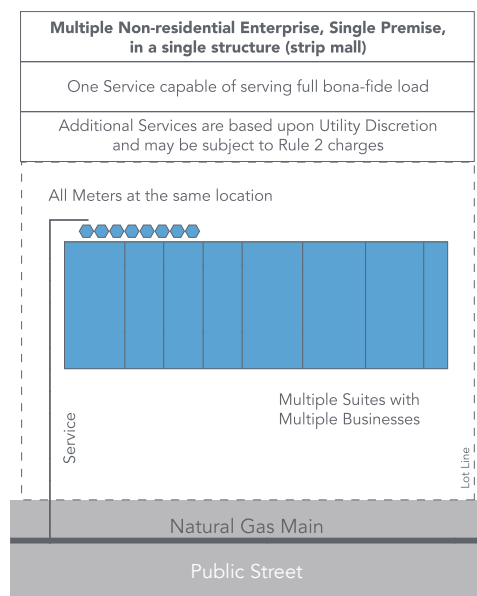 Multiple Non-residential Enterprise, Single Premise,
in a single structure (strip mall)
One Service capable of serving full bona-fide load
Additional Services are based upon Utility Discretion
and may be subject to Rule 2 charges
All Meters at the same location
Multiple Suites with
Multiple Businesses
Service
Lot Line
Natural Gas Main
Public Street